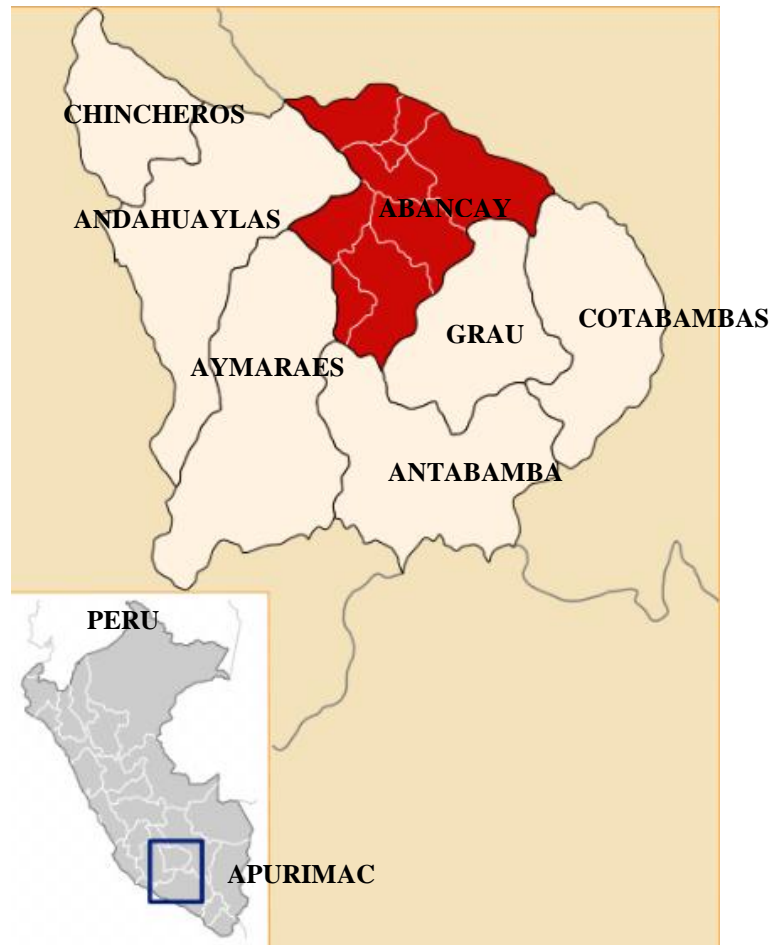 CHINCHEROS
ABANCAY
ANDAHUAYLAS
COTABAMBAS
GRAU
AYMARAES
ANTABAMBA
PERU
APURIMAC